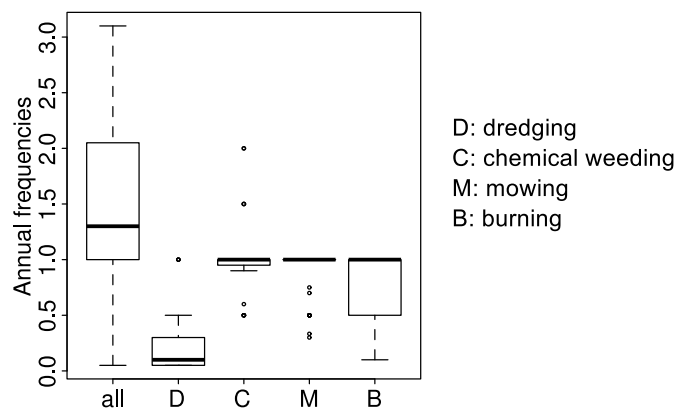 Annual frequencies
3.0
2.5
2.0
1.5
1.0
0.5
0.0
all D C M B
D: dredging
C: chemical weeding
M: mowing
B: burning